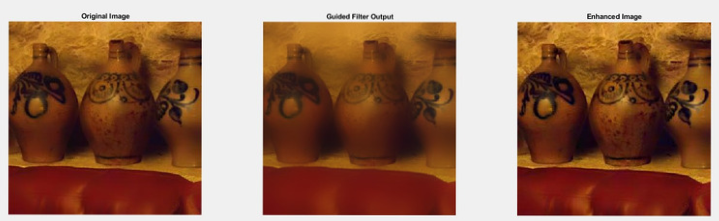 Original Image
Guided Filter Output
Enhanced Image